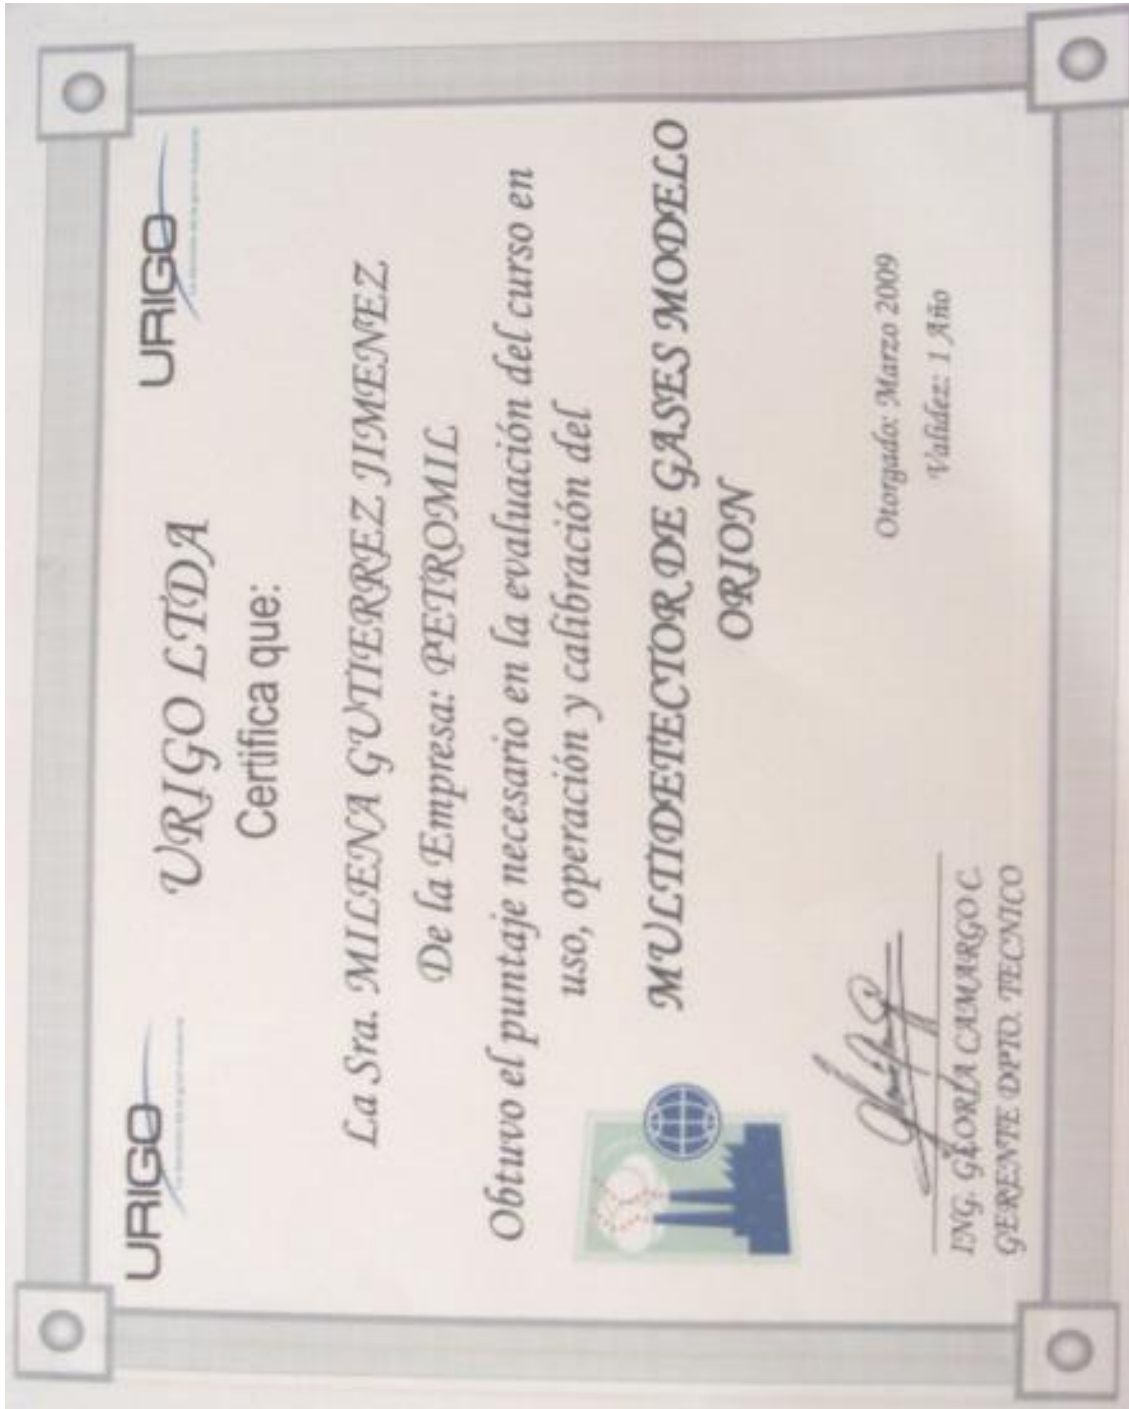 URIGO
URIGO
URIGO LTDA
Certifica que:
La Sra. MILENA GUTIERREZ JIMENEZ
De la Empresa: PETROMIL
Obtuvo el puntaje necesario en la evaluación del curso en
uso, operación y calibración del
MULTIDETECTOR DE GASES MODELO
ORION
Otorgado: Marzo 2009
Validez: 1 Año
ING. GLORIA CAMARGO C.
GERENTE DPTO. TECNICO